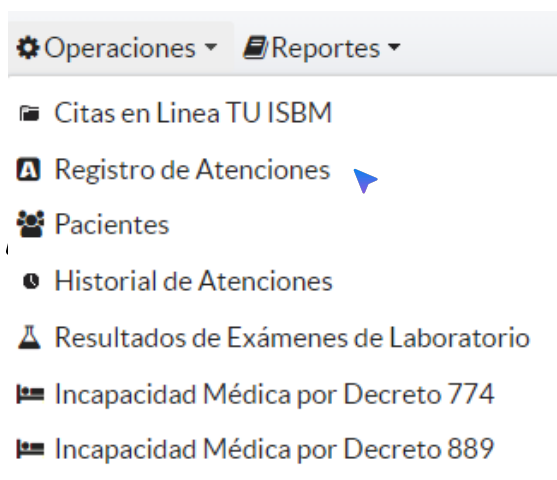 Operaciones Reportes
Citas en Linea TU ISBM
Registro de Atenciones
Pacientes
Historial de Atenciones
Resultados de Exámenes de Laboratorio
Incapacidad Médica por Decreto 774
Incapacidad Médica por Decreto 889